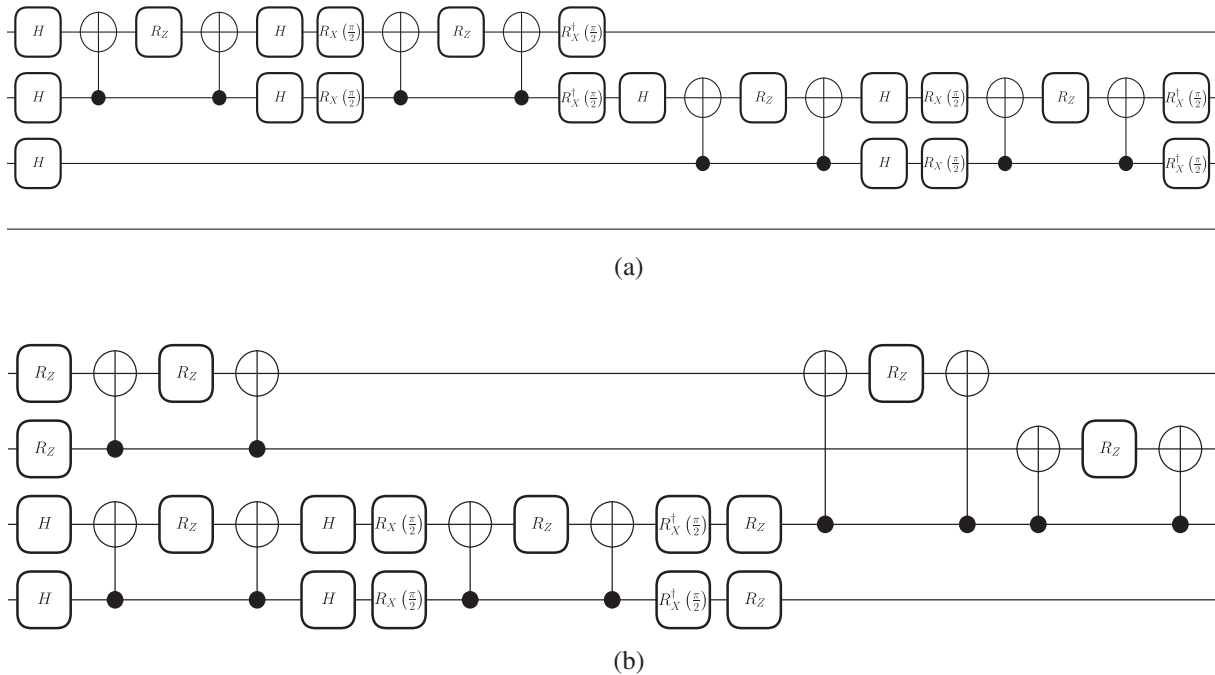 H R_Z H R_X(π/2) R_Z R_X†(π/2)
H H R_X(π/2) R_X†(π/2) H R_Z H R_X(π/2) R_Z R_X†(π/2)
H H R_X(π/2) R_X†(π/2)
(a)
R_Z R_Z R_Z
R_Z R_Z
H R_Z H R_X(π/2) R_Z R_X†(π/2) R_Z
H H R_X(π/2) R_X†(π/2) R_Z
(b)